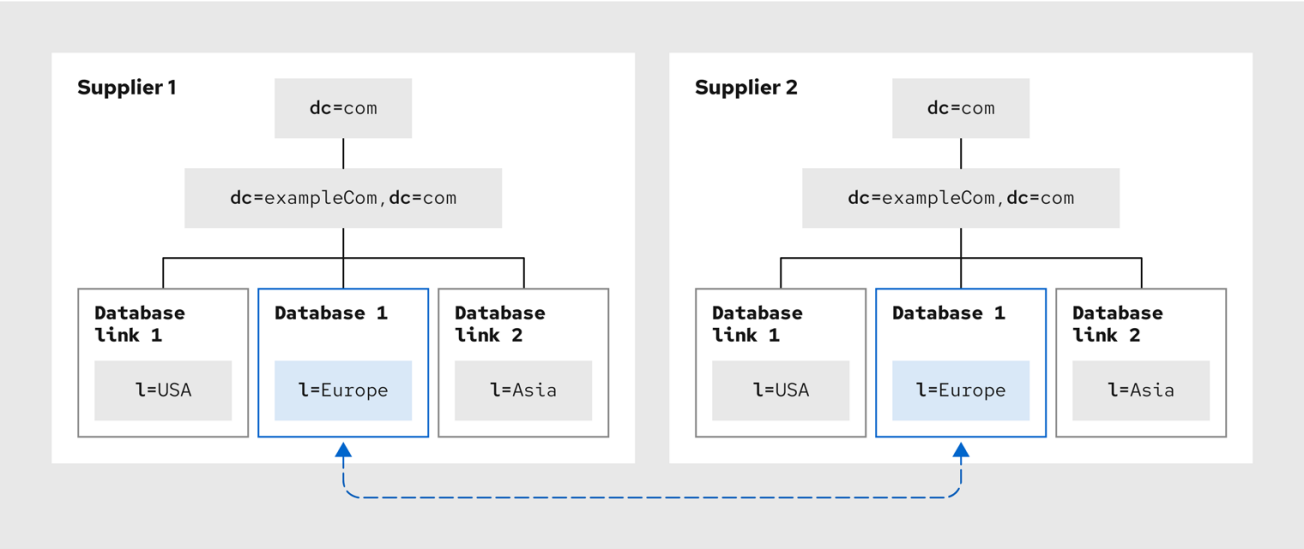 Supplier 1
dc=com
dc=exampleCom,dc=com
Database
link 1
l=USA
Database 1
l=Europe
Database
link 2
l=Asia
Supplier 2
dc=com
dc=exampleCom,dc=com
Database
link 1
l=USA
Database 1
l=Europe
Database
link 2
l=Asia